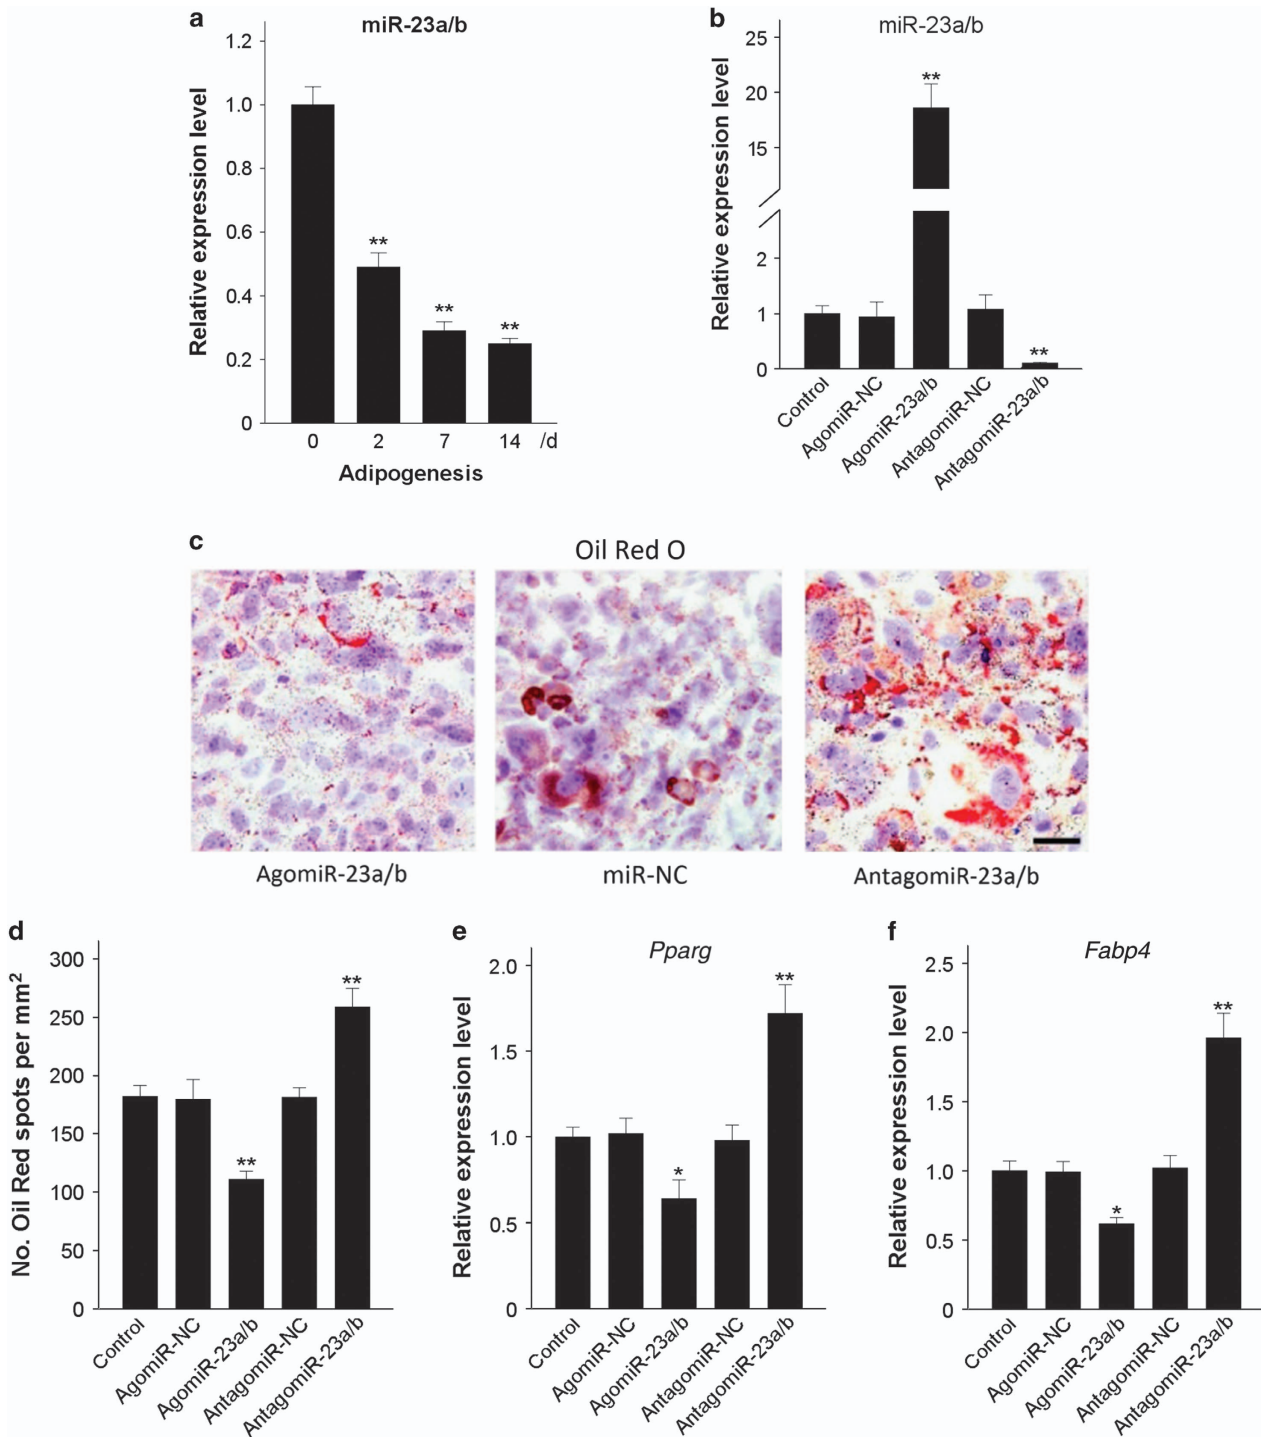 a
miR-23a/b
Relative expression level
1.2
1.0
0.8
0.6
0.4
0.2
0
**
**
**
0 2 7 14 /d
Adipogenesis
b
miR-23a/b
Relative expression level
25
20
15
2
1
0
**
**
Control
AgomiR-NC
AgomiR-23a/b
AntagomiR-NC
AntagomiR-23a/b
c
Oil Red O
AgomiR-23a/b
miR-NC
AntagomiR-23a/b
d
No. Oil Red spots per mm²
300
250
200
150
100
50
0
**
**
Control
AgomiR-NC
AgomiR-23a/b
AntagomiR-NC
AntagomiR-23a/b
e
Pparg
Relative expression level
2.0
1.5
1.0
0.5
0
*
**
Control
AgomiR-NC
AgomiR-23a/b
AntagomiR-NC
AntagomiR-23a/b
f
Fabp4
Relative expression level
2.5
2.0
1.5
1.0
0.5
0
*
**
Control
AgomiR-NC
AgomiR-23a/b
AntagomiR-NC
AntagomiR-23a/b